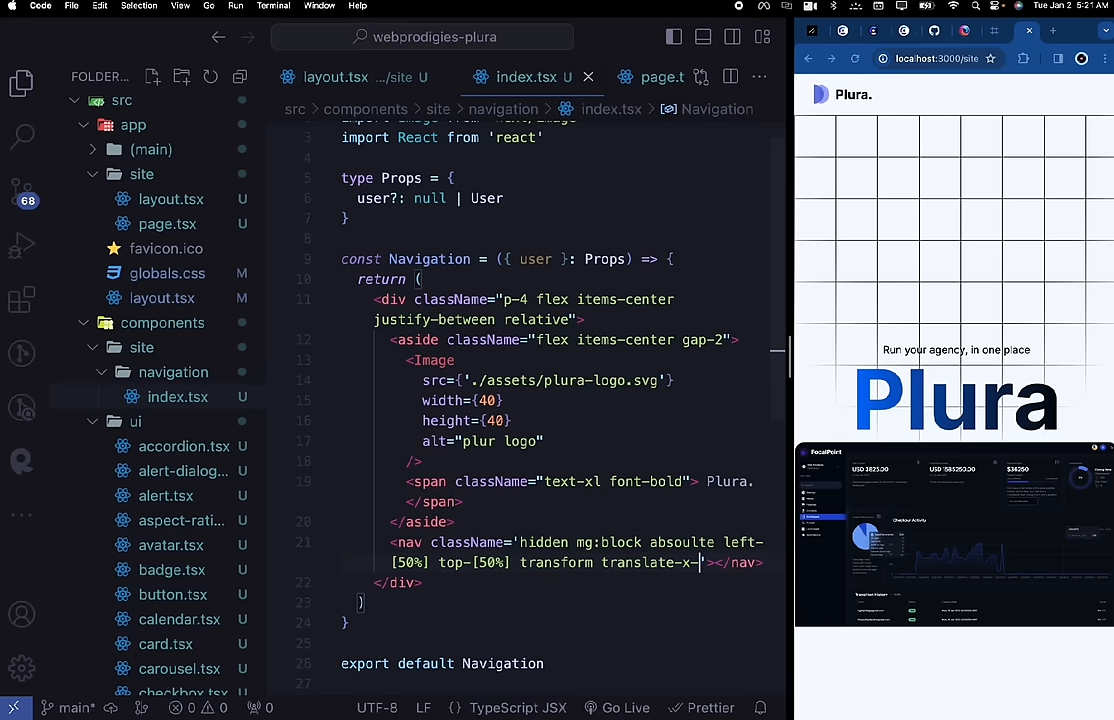 Code File Edit Selection View Go Run Terminal Window Help
Tue Jan 2 5:21 AM
webprodigies-plura
localhost:3000/site
FOLDER...
layout.tsx .../site U
index.tsx U
page.t
src > components > site > navigation > index.tsx > Navigation
src
app
(main)
site
layout.tsx U
page.tsx U
favicon.ico
globals.css M
layout.tsx M
components
site
navigation
index.tsx U
ui
accordion.tsx U
alert-dialog... U
alert.tsx U
aspect-rati... U
avatar.tsx U
badge.tsx U
button.tsx U
calendar.tsx U
card.tsx U
carousel.tsx U
checkbox.tsx U
68
3 import React from 'react'
4
5 type Props = {
6 user?: null | User
7 }
8
9 const Navigation = ({ user }: Props) => {
10 return (
11 <div className="p-4 flex items-center
justify-between relative">
12 <aside className="flex items-center gap-2">
13 <Image
14 src={'./assets/plura-logo.svg'}
15 width={40}
16 height={40}
17 alt="plur logo"
18 />
19 <span className="text-xl font-bold"> Plura.
</span>
20 </aside>
21 <nav className='hidden mg:block absoulte left-
[50%] top-[50%] transform translate-x-'></nav>
22 </div>
23 )
24 }
25
26 export default Navigation
27
main* 0 0 0 UTF-8 LF {} TypeScript JSX Go Live Prettier
Plura.
Run your agency, in one place
Plura
FocalPoint
USD 3825.00
USD 1585250.00
$34250
Checkout Activity
Transition History